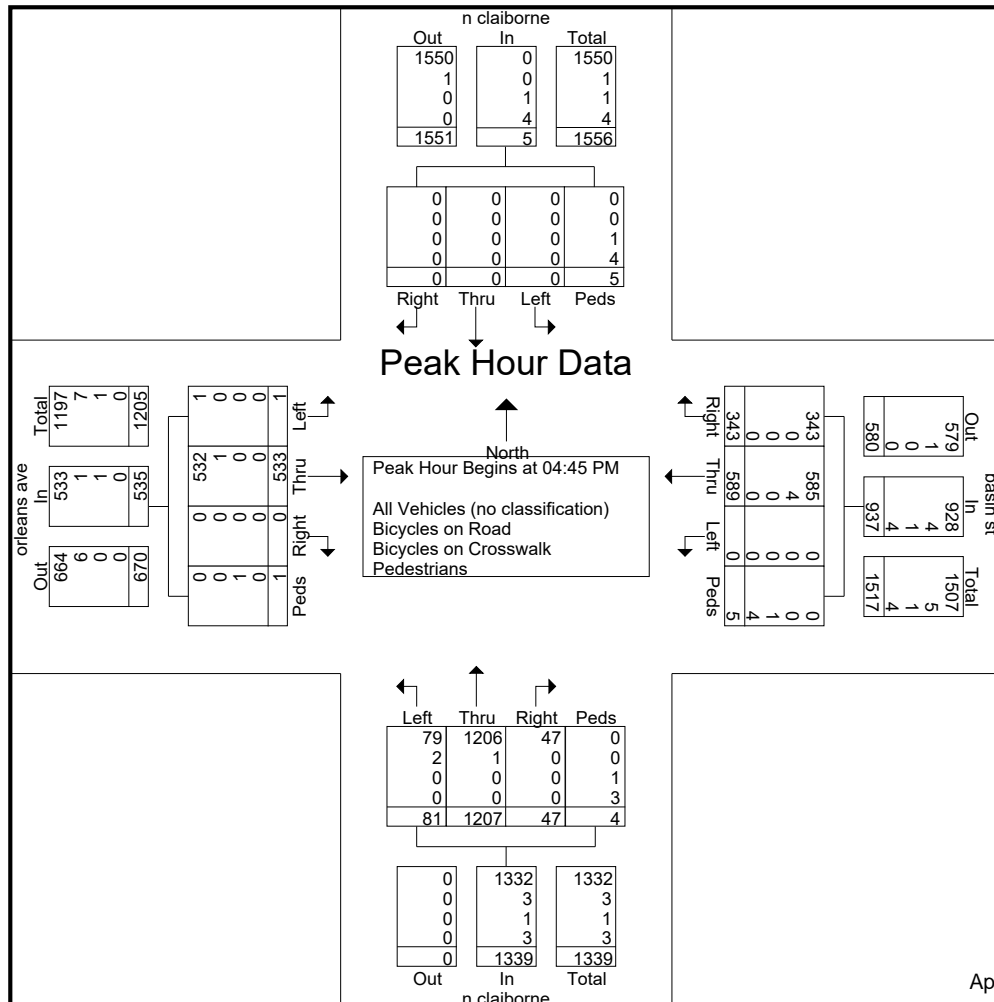 n claiborne
Out In Total
1550 0 1550
1 0 1
0 1 1
0 4 4
1551 5 1556
0 0 0 0
0 0 0 0
0 0 0 1
0 0 0 4
0 0 0 5
Right Thru Left Peds
Peak Hour Data
orleans ave
Total
1197 7 1 0 1205
In
533 1 1 0 535
Out
664 6 0 0 670
1 0 0 0 1
Left
532 1 0 0 533
Thru
0 0 0 0 0
Right
0 0 1 0 1
Peds
North
Peak Hour Begins at 04:45 PM
All Vehicles (no classification)
Bicycles on Road
Bicycles on Crosswalk
Pedestrians
Right
343 0 0 0 343
Thru
585 4 0 0 589
Left
0 0 0 0 0
Peds
0 0 1 4 5
Out
579 1 0 0 580
In
928 4 1 4 937
Total
1507 5 1 4 1517
basin st
Left Thru Right Peds
79 1206 47 0
2 1 0 0
0 0 0 1
0 0 0 3
81 1207 47 4
0 1332 1332
0 3 3
0 1 1
0 3 3
0 1339 1339
Out In Total
n claiborne
Ap